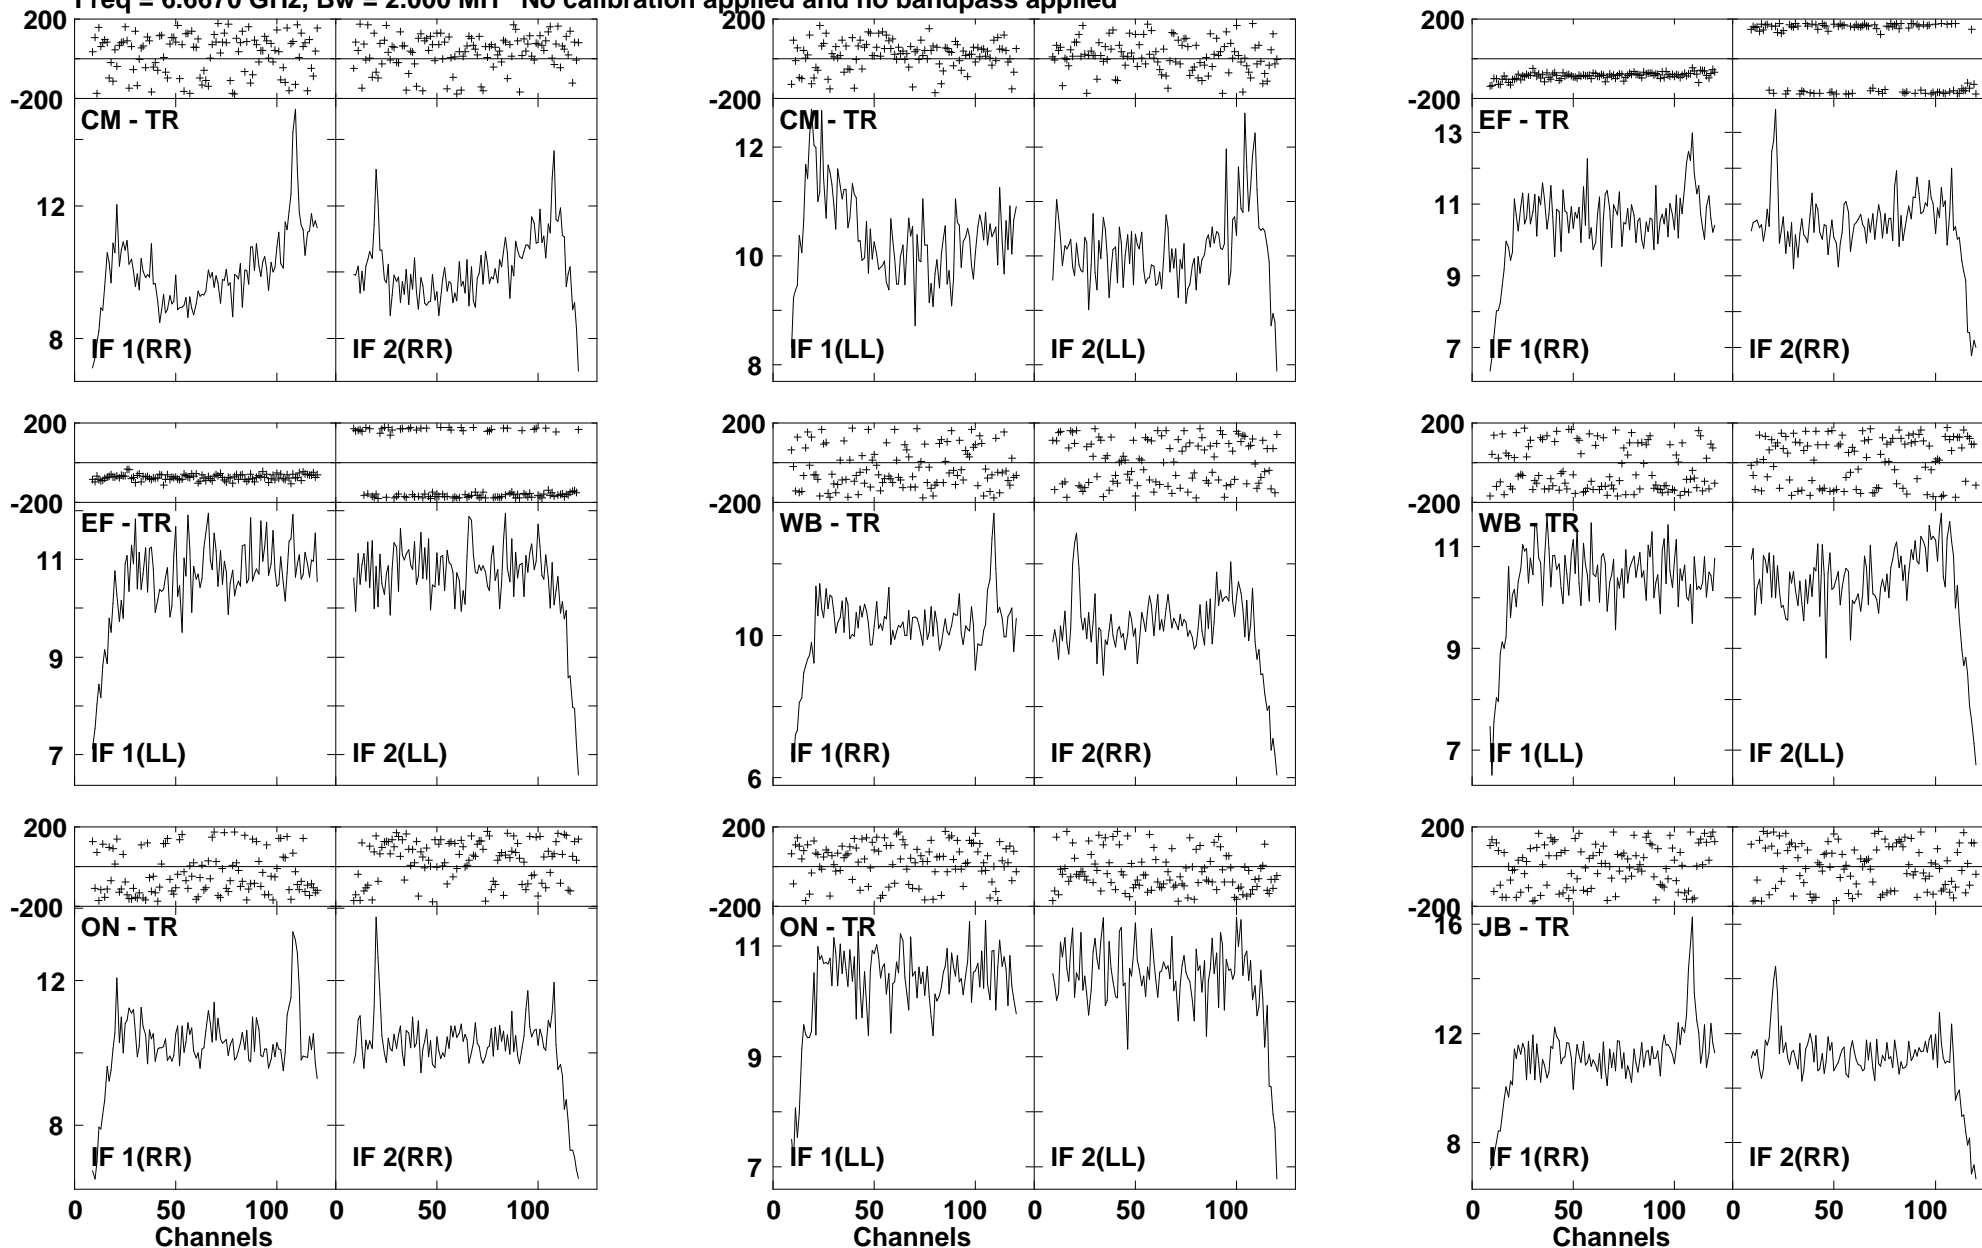 Freq = 6.6670 GHz, Bw = 2.000 MH No calibration applied and no bandpass applied
200
-200
CM - TR
12
8
IF 1(RR)
IF 2(RR)
CM - TR
12
10
8
IF 1(LL)
IF 2(LL)
200
-200
EF - TR
13
11
9
7
IF 1(RR)
IF 2(RR)
200
-200
EF - TR
11
9
7
IF 1(LL)
IF 2(LL)
200
-200
WB - TR
10
6
IF 1(RR)
IF 2(RR)
200
-200
WB - TR
11
9
7
IF 1(LL)
IF 2(LL)
200
-200
ON - TR
12
8
IF 1(RR)
IF 2(RR)
0 50 100 0 50 100
Channels
200
-200
ON - TR
11
9
7
IF 1(LL)
IF 2(LL)
0 50 100 0 50 100
Channels
200
-200
JB - TR
16
12
8
IF 1(RR)
IF 2(RR)
0 50 100 0 50 100
Channels